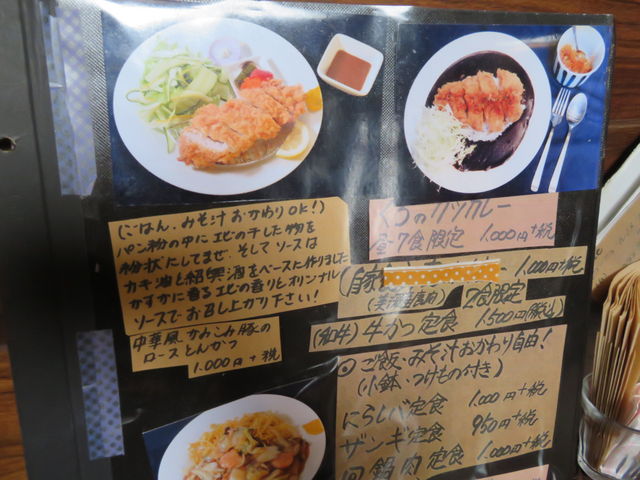 (ごはん、みそ汁おかわりOK!)
パン粉の中にエビの干した物を
粉状にしてまぜ、そしてソースは
カキ油と紹興酒をベースに作りました
かすかに香るエビの香りとオリジナル
ソースでお召し上がり下さい!
中華風かみこみ豚の
ロースとんかつ
1.000円+税
くろのカツカレー
昼・7食限定 1.000円+税
(自家 1.000円+税
2食限定
(和牛)牛かつ定食 1.500円(税込)
◎ご飯・みそ汁おかわり自由!
(小鉢・つけもの付き)
にらレバ定食 1.000円+税
ザンギ定食 950円+税
回鍋肉定食 1.000円+税